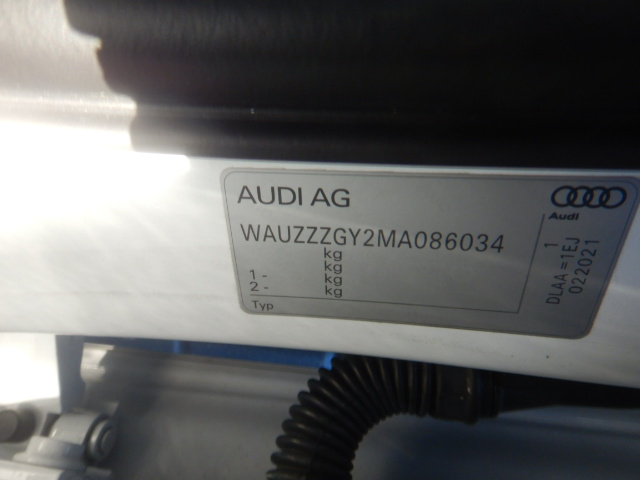 AUDI AG
Audi
WAUZZZGY2MA086034
kg
kg
1 - kg
2 - kg
Typ
1
DLAA = 1EJ
022021